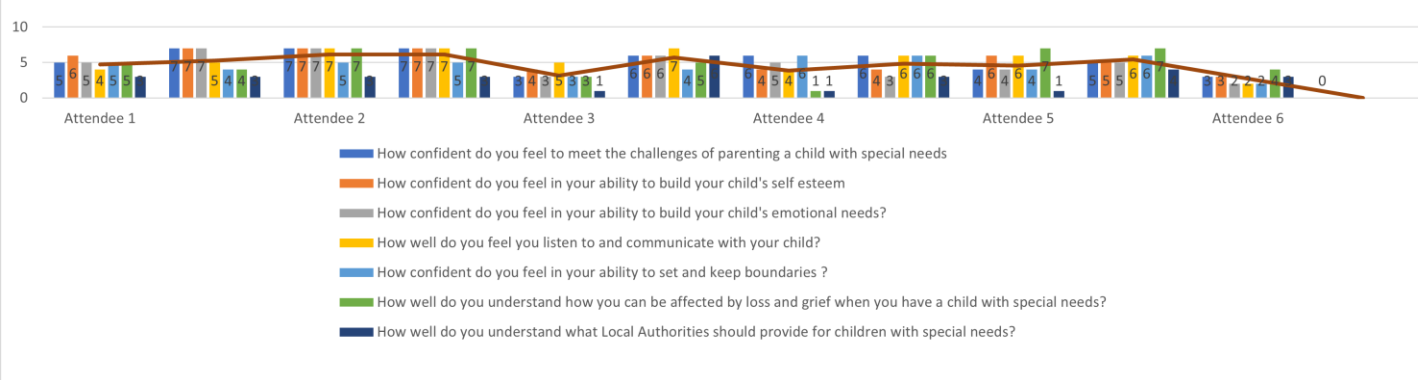 10
5
0
5 6 5 4 5 5 3 7 7 7 5 4 4 3 7 7 7 7 5 7 3 7 7 7 7 5 7 3 3 4 3 5 3 3 1 6 6 6 7 4 5 6 4 5 4 6 1 1 6 4 3 6 6 6 3 4 6 4 6 4 7 1 5 5 5 6 6 7 3 3 2 2 2 4 3 0
Attendee 1 Attendee 2 Attendee 3 Attendee 4 Attendee 5 Attendee 6
How confident do you feel to meet the challenges of parenting a child with special needs
How confident do you feel in your ability to build your child's self esteem
How confident do you feel in your ability to build your child's emotional needs?
How well do you feel you listen to and communicate with your child?
How confident do you feel in your ability to set and keep boundaries ?
How well do you understand how you can be affected by loss and grief when you have a child with special needs?
How well do you understand what Local Authorities should provide for children with special needs?